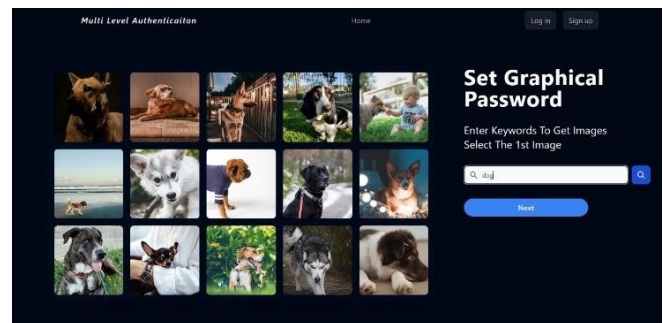 Multi Level Authenticaiton
Home
Log in
Sign up
Set Graphical
Password
Enter Keywords To Get Images
Select The 1st Image
dog
Next